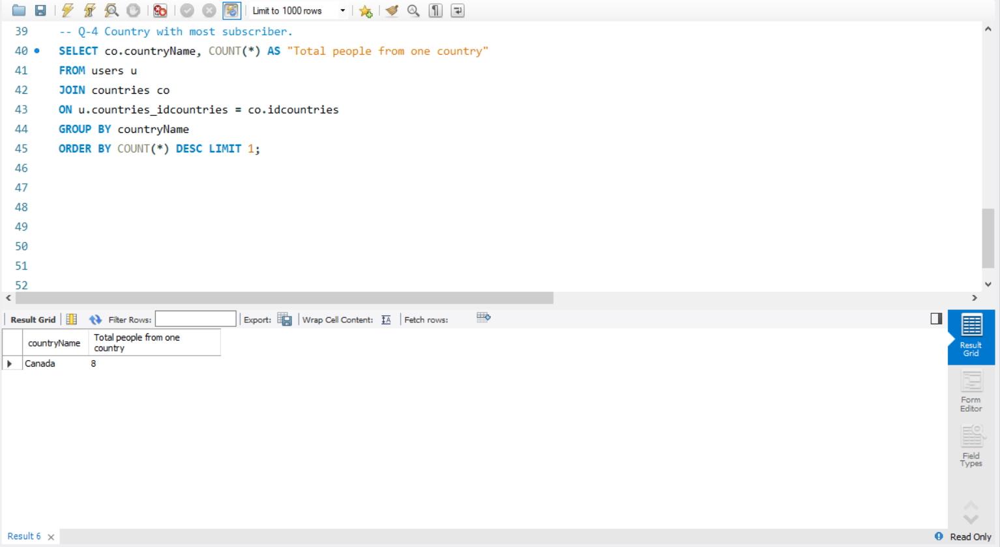 Limit to 1000 rows
39 -- Q-4 Country with most subscriber.
40 SELECT co.countryName, COUNT(*) AS "Total people from one country"
41 FROM users u
42 JOIN countries co
43 ON u.countries_idcountries = co.idcountries
44 GROUP BY countryName
45 ORDER BY COUNT(*) DESC LIMIT 1;
46
47
48
49
50
51
52
Result Grid Filter Rows: Export: Wrap Cell Content: Fetch rows:
countryName Total people from one
country
Canada 8
Result
Grid
Form
Editor
Field
Types
Result 6 Read Only